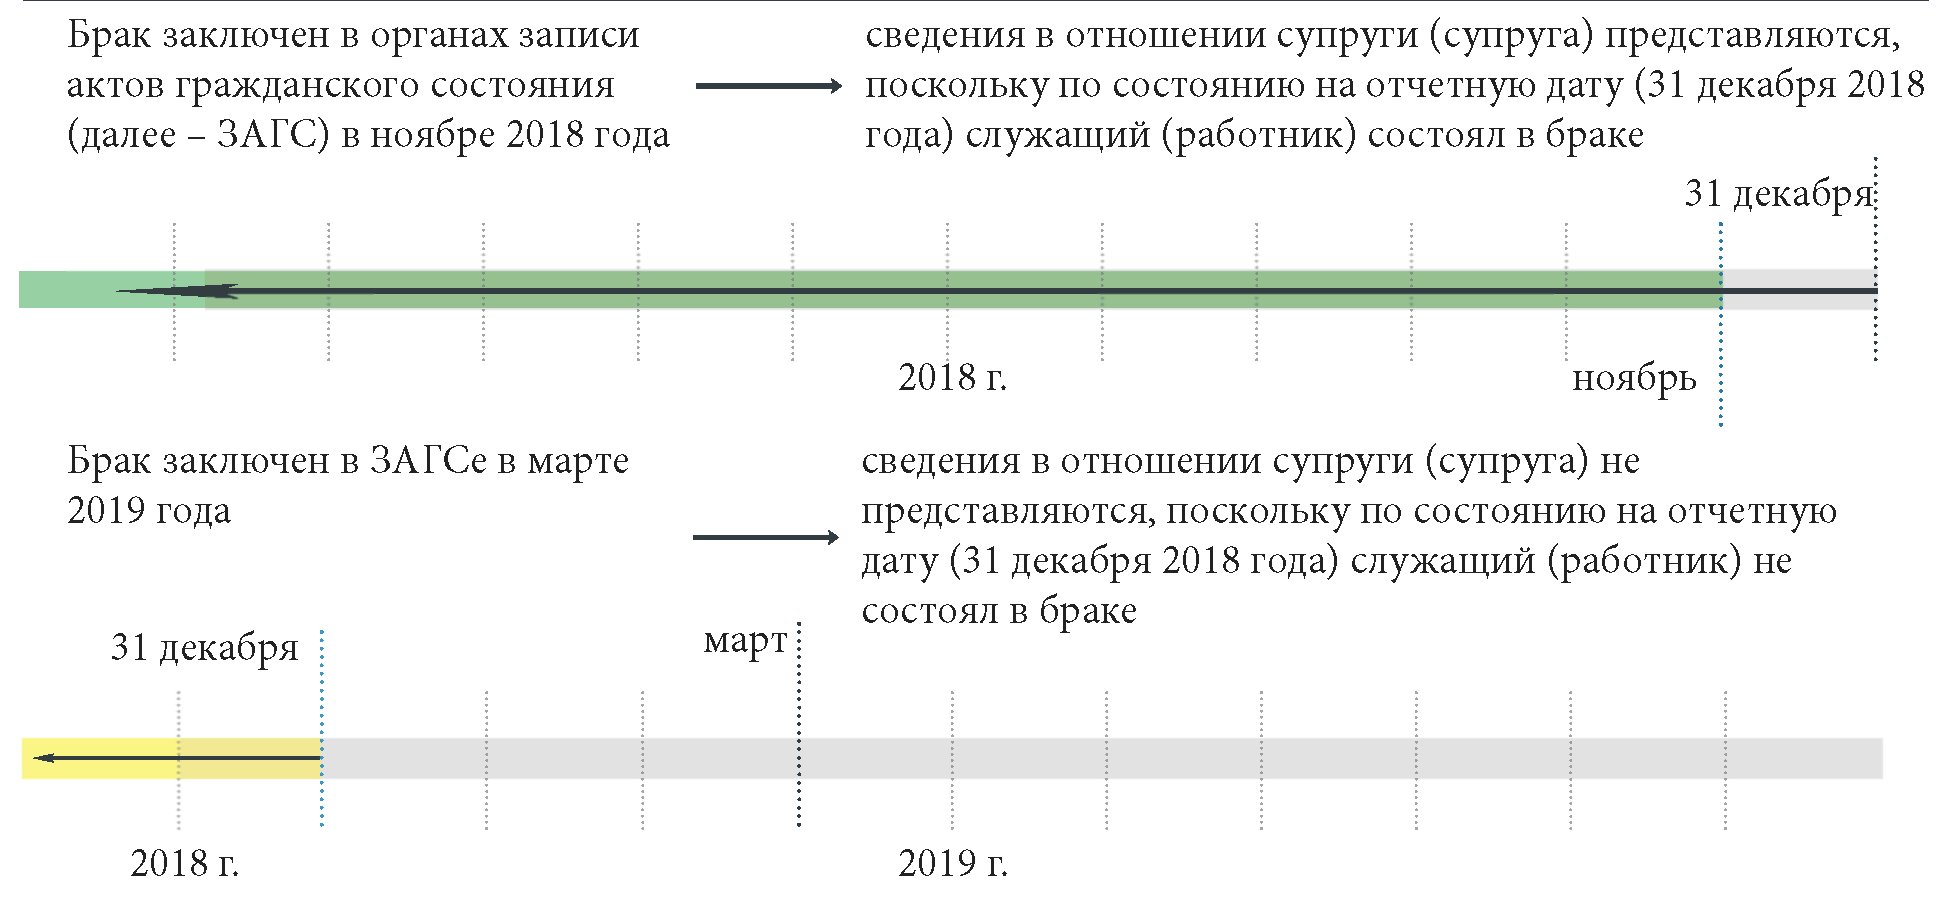 Брак заключен в органах записи
актов гражданского состояния
(далее – ЗАГС) в ноябре 2018 года
сведения в отношении супруги (супруга) представляются,
поскольку по состоянию на отчетную дату (31 декабря 2018
года) служащий (работник) состоял в браке
31 декабря
2018 г.
ноябрь
Брак заключен в ЗАГСе в марте
2019 года
сведения в отношении супруги (супруга) не
представляются, поскольку по состоянию на отчетную
дату (31 декабря 2018 года) служащий (работник) не
состоял в браке
31 декабря
март
2018 г.
2019 г.